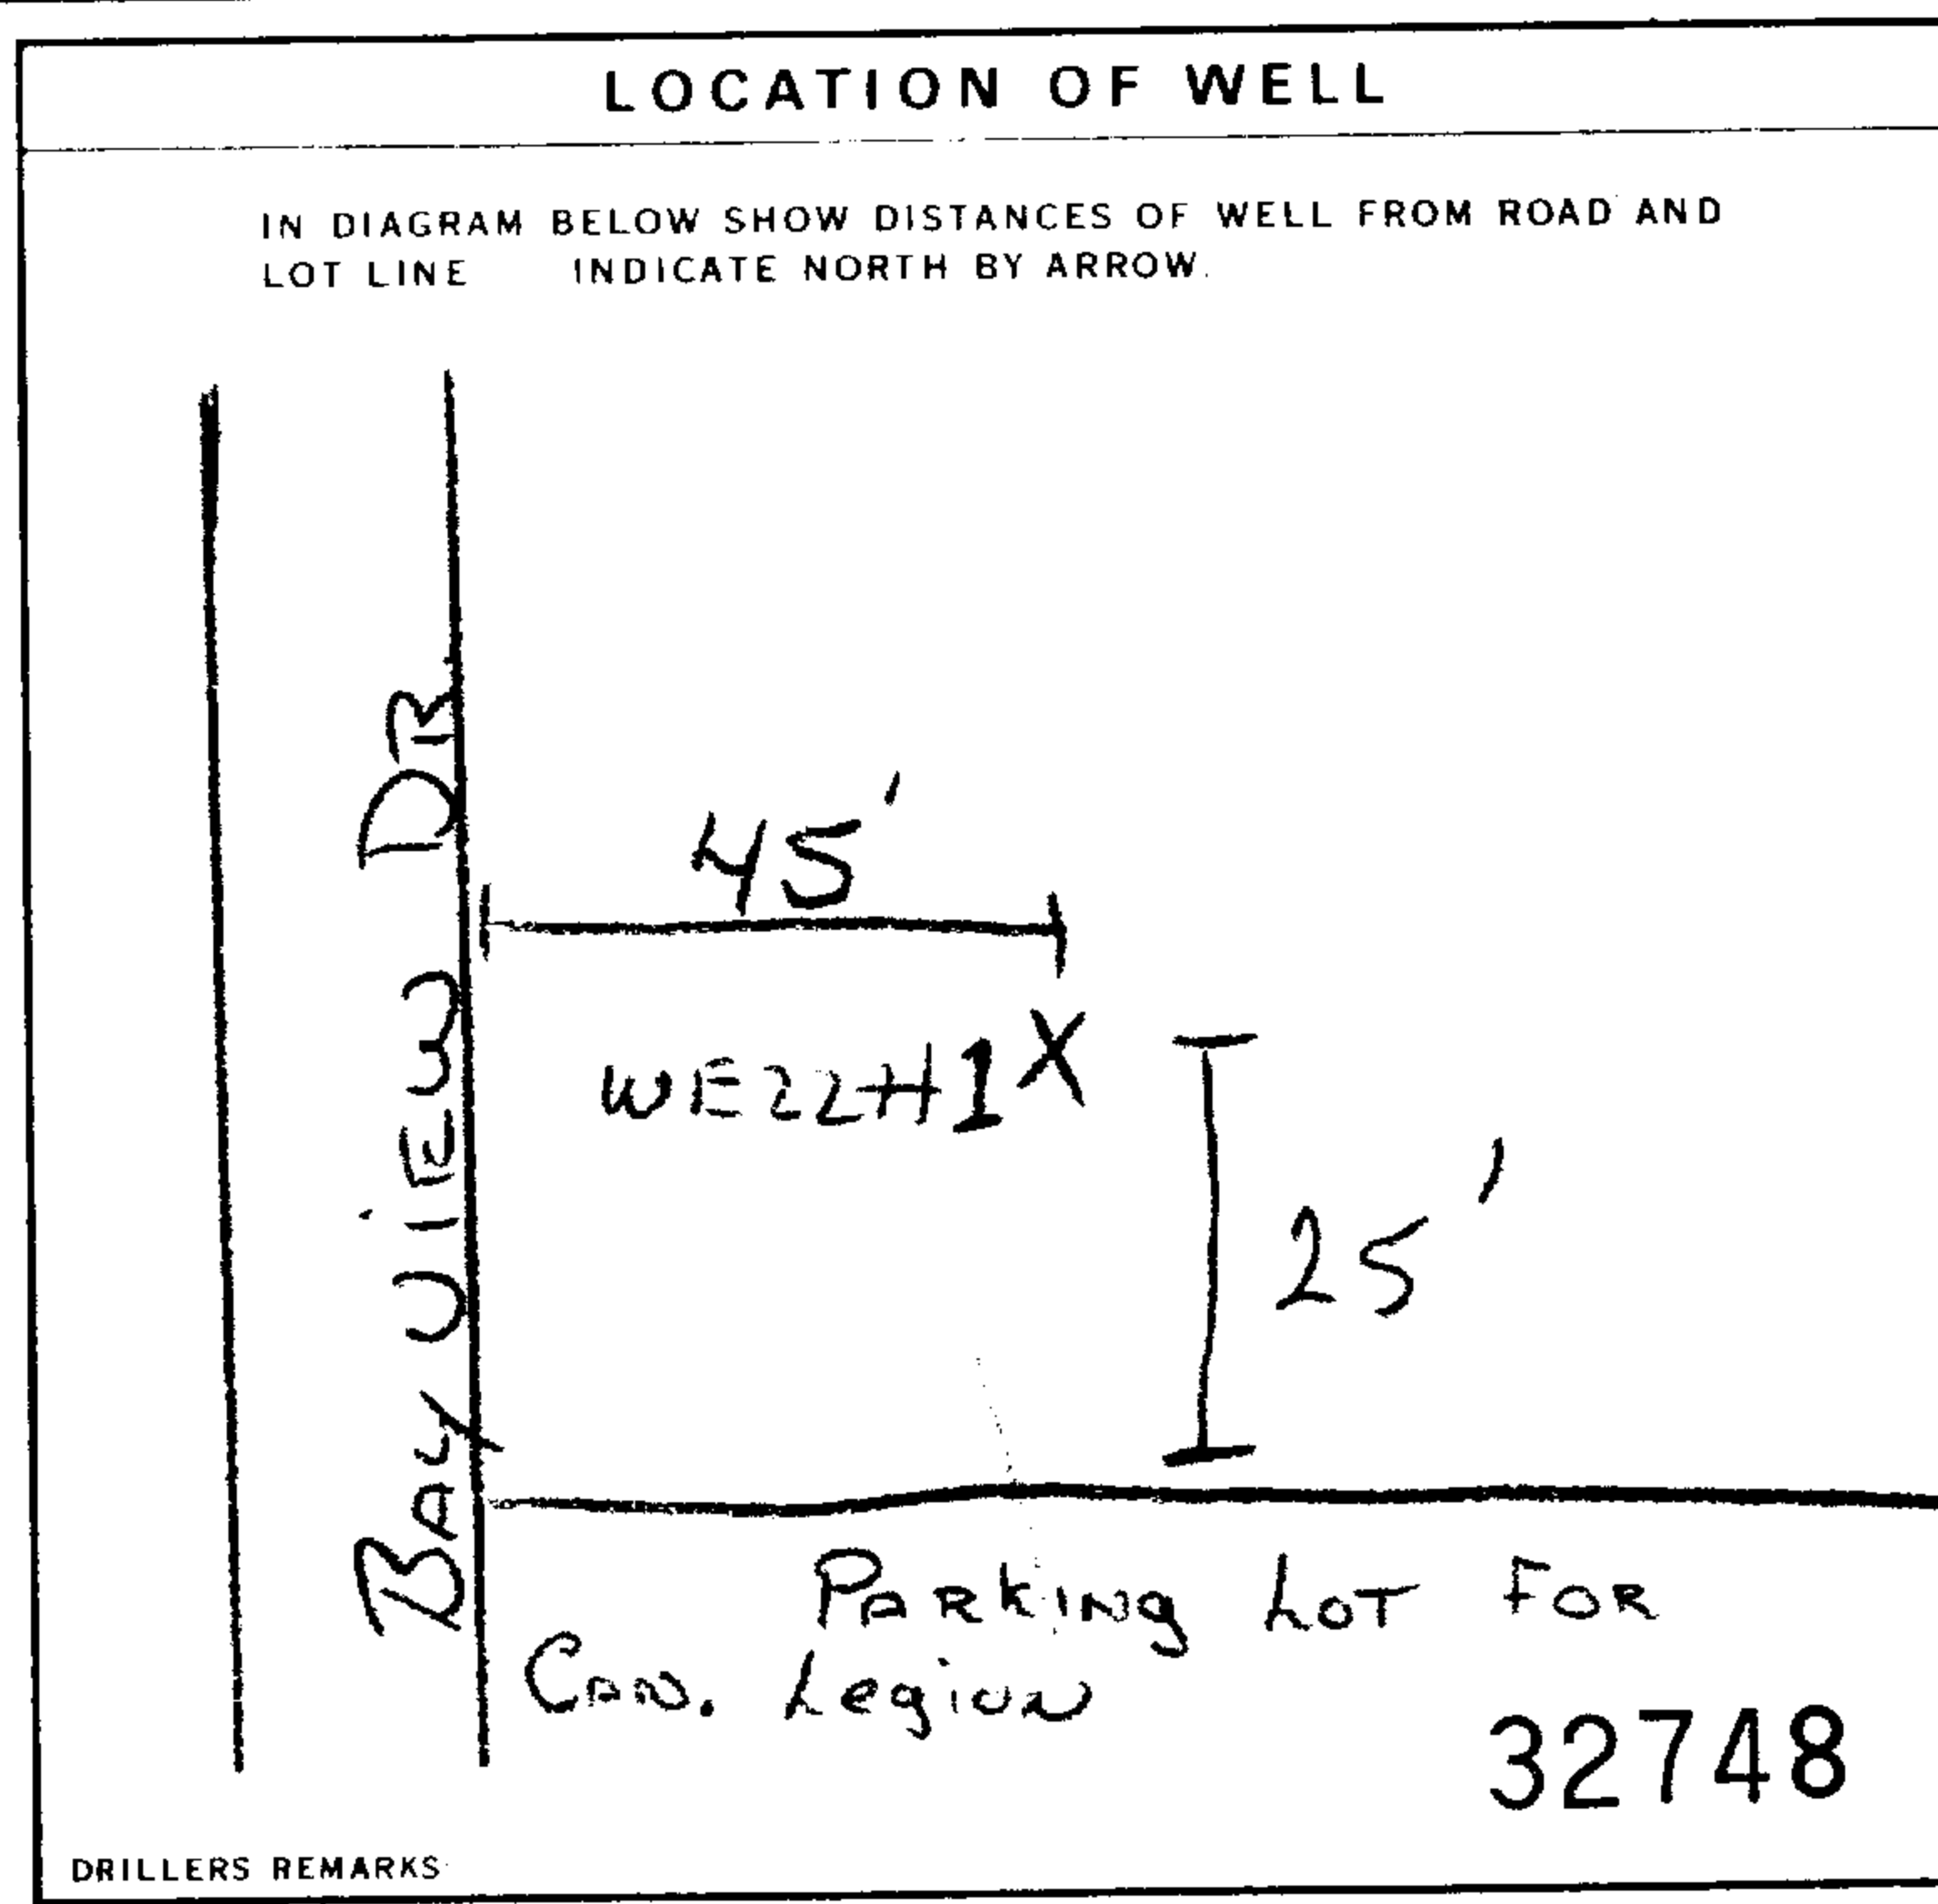 LOCATION OF WELL
IN DIAGRAM BELOW SHOW DISTANCES OF WELL FROM ROAD AND
LOT LINE INDICATE NORTH BY ARROW.
BAY VIEW DR.
45'
WELL #1 X
25'
PARKING LOT FOR
CAN. Legion
32748
DRILLERS REMARKS